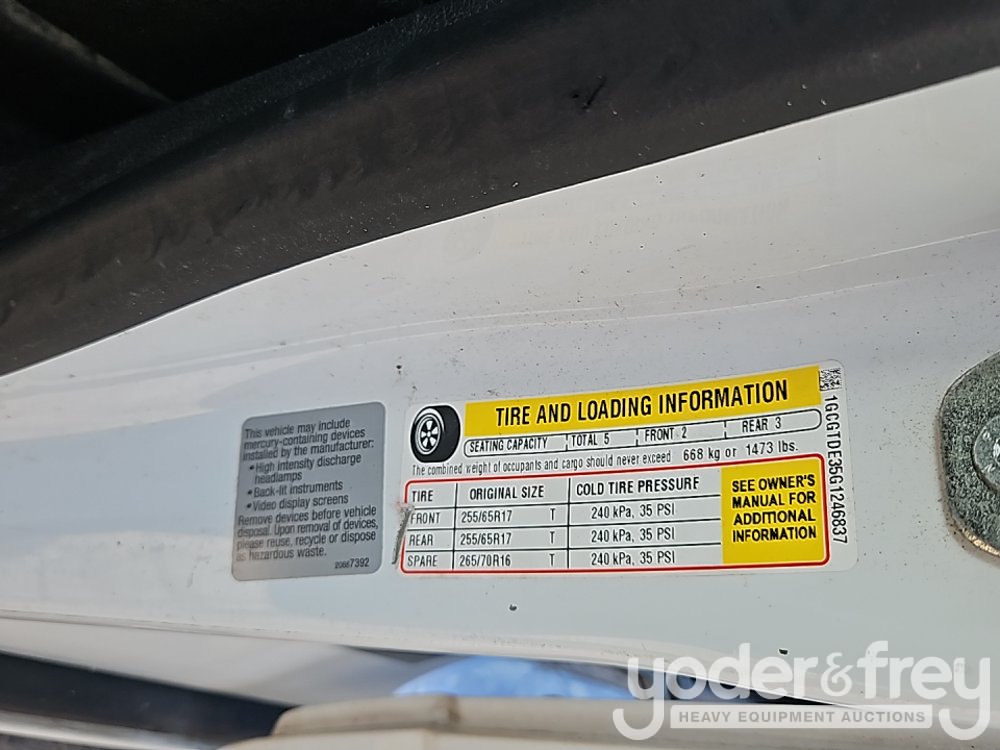 This vehicle may include
mercury-containing devices
installed by the manufacturer:
• High intensity discharge
headlamps
• Back-lit instruments
• Video display screens
Remove devices before vehicle
disposal. Upon removal of devices,
please reuse, recycle or dispose
as hazardous waste.
20867392
TIRE AND LOADING INFORMATION
SEATING CAPACITY TOTAL 5 FRONT 2 REAR 3
The combined weight of occupants and cargo should never exceed 668 kg or 1473 lbs.
TIRE ORIGINAL SIZE COLD TIRE PRESSURE
FRONT 255/65R17 T 240 kPa, 35 PSI
REAR 255/65R17 T 240 kPa, 35 PSI
SPARE 265/70R16 T 240 kPa, 35 PSI
SEE OWNER'S
MANUAL FOR
ADDITIONAL
INFORMATION
1GCGTDE35G1246837
yoder&frey
HEAVY EQUIPMENT AUCTIONS